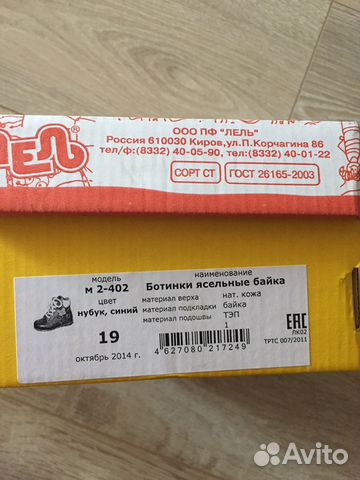 ЛЕЛЬ
ООО ПФ "ЛЕЛЬ"
Россия 610030 Киров,ул.П.Корчагина 86
тел/ф:(8332) 40-05-90, тел:(8332) 40-01-22
СОРТ СТ
ГОСТ 26165-2003
модель
наименование
м 2-402
Ботинки ясельные байка
цвет
материал верха
нат. кожа
нубук, синий
материал подкладки
байка
материал подошвы
ТЭП
19
1
октябрь 2014 г.
4 627080 217249
ЕАС
ЛК02
ТРТС 007/2011
Avito